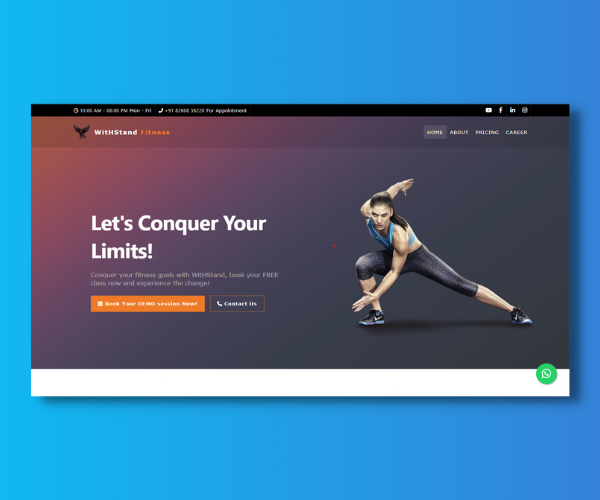 10:00 AM - 08:00 PM Mon - Fri +91 82608 36220 For Appointment
WitHStand Fitness HOME ABOUT PRICING CAREER
Let's Conquer Your
Limits!
Conquer your fitness goals with WitHStand, book your FREE
class now and experience the change!
Book Your DEMO session Now! Contact Us